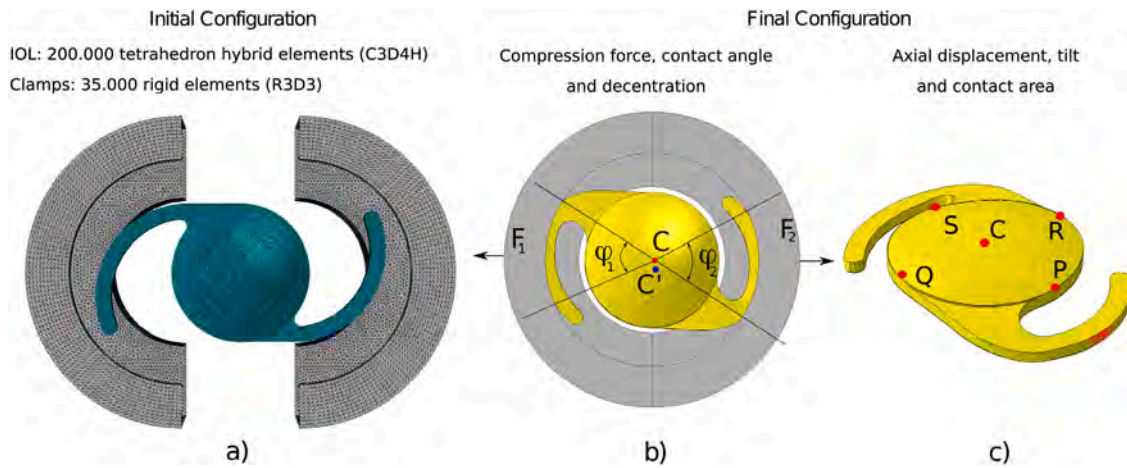 Initial Configuration
IOL: 200.000 tetrahedron hybrid elements (C3D4H)
Clamps: 35.000 rigid elements (R3D3)
Final Configuration
Compression force, contact angle
and decentration
Axial displacement, tilt
and contact area
F1
φ1
C
C'
φ2
F2
S
C
R
Q
P
a)
b)
c)